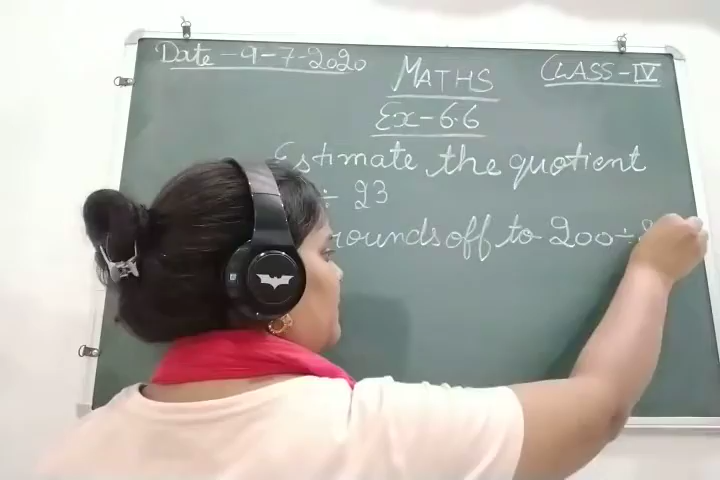 Date - 9-7-2020
MATHS
CLASS-IV
Ex-6.6
Estimate the quotient
÷ 23
rounds off to 200÷